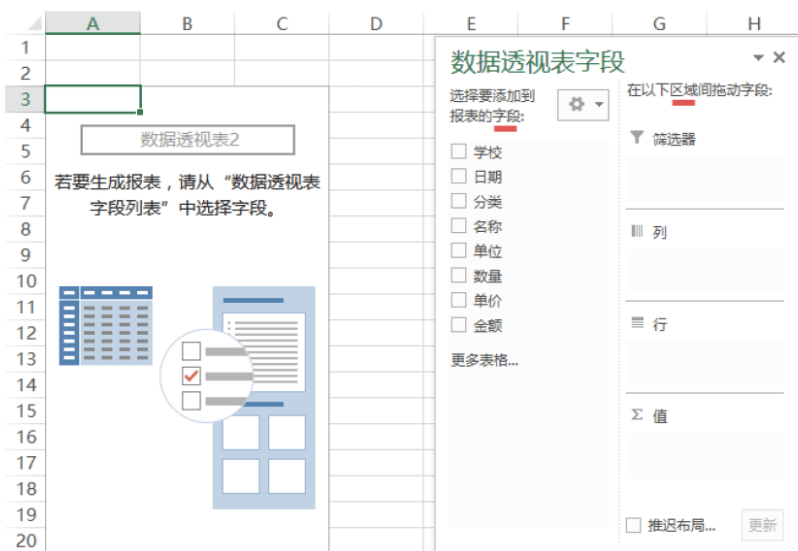 A B C D E F G H
1
2
3
4
5
6
7
8
9
10
11
12
13
14
15
16
17
18
19
20
数据透视表2
若要生成报表，请从“数据透视表
字段列表”中选择字段。
数据透视表字段
选择要添加到
报表的字段:
学校
日期
分类
名称
单位
数量
单价
金额
更多表格...
在以下区域间拖动字段:
筛选器
列
行
Σ 值
推迟布局...
更新